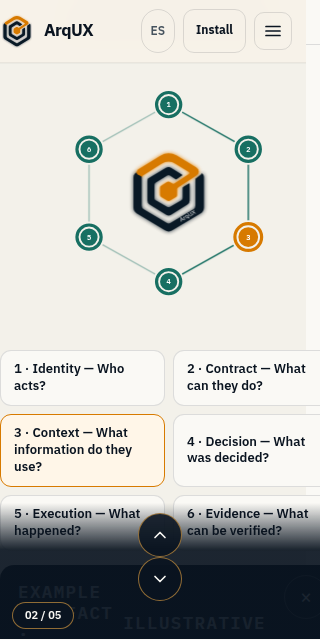 ArqUX
ES
Install
1
2
3
4
5
6
ArqUX
1 · Identity — Who acts?
2 · Contract — What can they do?
3 · Context — What information do they use?
4 · Decision — What was decided?
5 · Execution — What happened?
6 · Evidence — What can be verified?
EXAMPLE
ACT
ILLUSTRATIVE
02 / 05